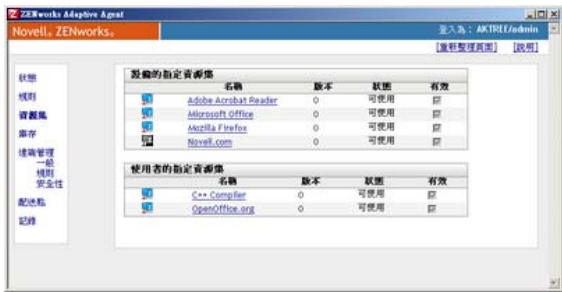 ZENworks Adaptive Agent
Novell® ZENworks®
登入為: AKTREE/admin
[重新整理頁面] [說明]
狀態
規則
資源集
庫存
遠端管理
一般
規則
安全性
配送點
記錄
設備的指定資源集
名稱 版本 狀態 有效
Adobe Acrobat Reader 0 可使用
Microsoft Office 0 可使用
Mozilla Firefox 0 可使用
Novell.com 0 可使用
使用者的指定資源集
名稱 版本 狀態 有效
C++ Compiler 0 可使用
OpenOffice.org 0 可使用